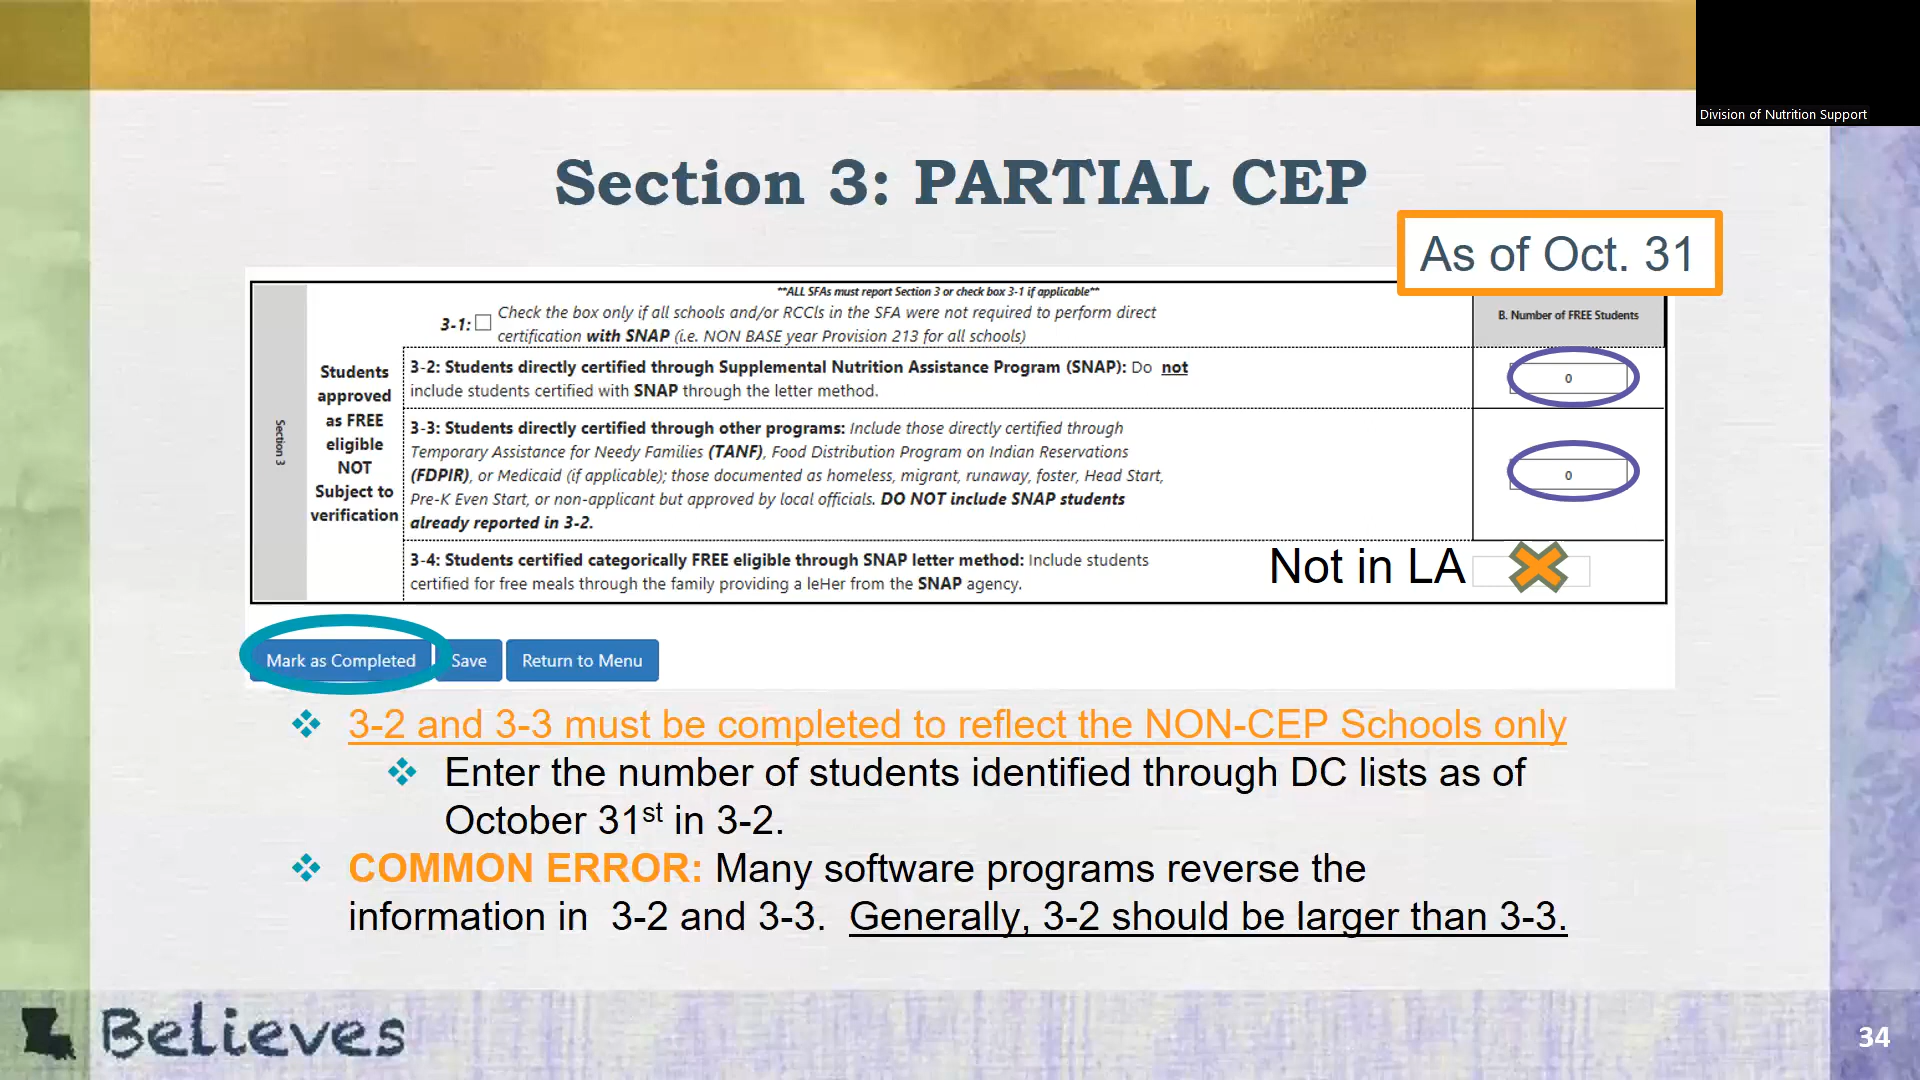 Division of Nutrition Support
Section 3: PARTIAL CEP
As of Oct. 31
**ALL SFAs must report Section 3 or check box 3-1 if applicable**
3-1: Check the box only if all schools and/or RCCIs in the SFA were not required to perform direct
certification with SNAP (i.e. NON BASE year Provision 213 for all schools)
B. Number of FREE Students
Section 3
Students
approved
as FREE
eligible
NOT
Subject to
verification
3-2: Students directly certified through Supplemental Nutrition Assistance Program (SNAP): Do not
include students certified with SNAP through the letter method.
0
3-3: Students directly certified through other programs: Include those directly certified through
Temporary Assistance for Needy Families (TANF), Food Distribution Program on Indian Reservations
(FDPIR), or Medicaid (if applicable); those documented as homeless, migrant, runaway, foster, Head Start,
Pre-K Even Start, or non-applicant but approved by local officials. DO NOT include SNAP students
already reported in 3-2.
0
3-4: Students certified categorically FREE eligible through SNAP letter method: Include students
certified for free meals through the family providing a leHer from the SNAP agency.
Not in LA
Mark as Completed
Save
Return to Menu
3-2 and 3-3 must be completed to reflect the NON-CEP Schools only
Enter the number of students identified through DC lists as of
October 31st in 3-2.
COMMON ERROR: Many software programs reverse the
information in 3-2 and 3-3. Generally, 3-2 should be larger than 3-3.
Believes
34